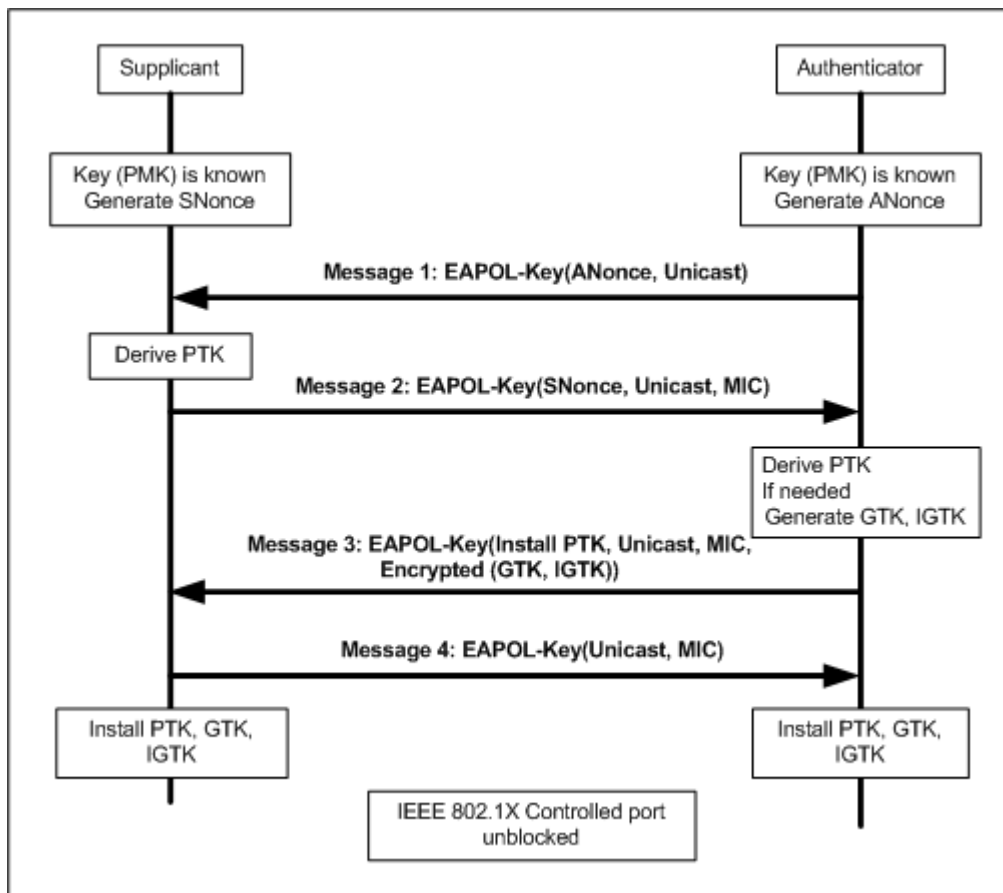 Supplicant
Authenticator
Key (PMK) is known
Generate SNonce
Key (PMK) is known
Generate ANonce
Message 1: EAPOL-Key(ANonce, Unicast)
Derive PTK
Message 2: EAPOL-Key(SNonce, Unicast, MIC)
Derive PTK
If needed
Generate GTK, IGTK
Message 3: EAPOL-Key(Install PTK, Unicast, MIC,
Encrypted (GTK, IGTK))
Message 4: EAPOL-Key(Unicast, MIC)
Install PTK, GTK,
IGTK
Install PTK, GTK,
IGTK
IEEE 802.1X Controlled port
unblocked